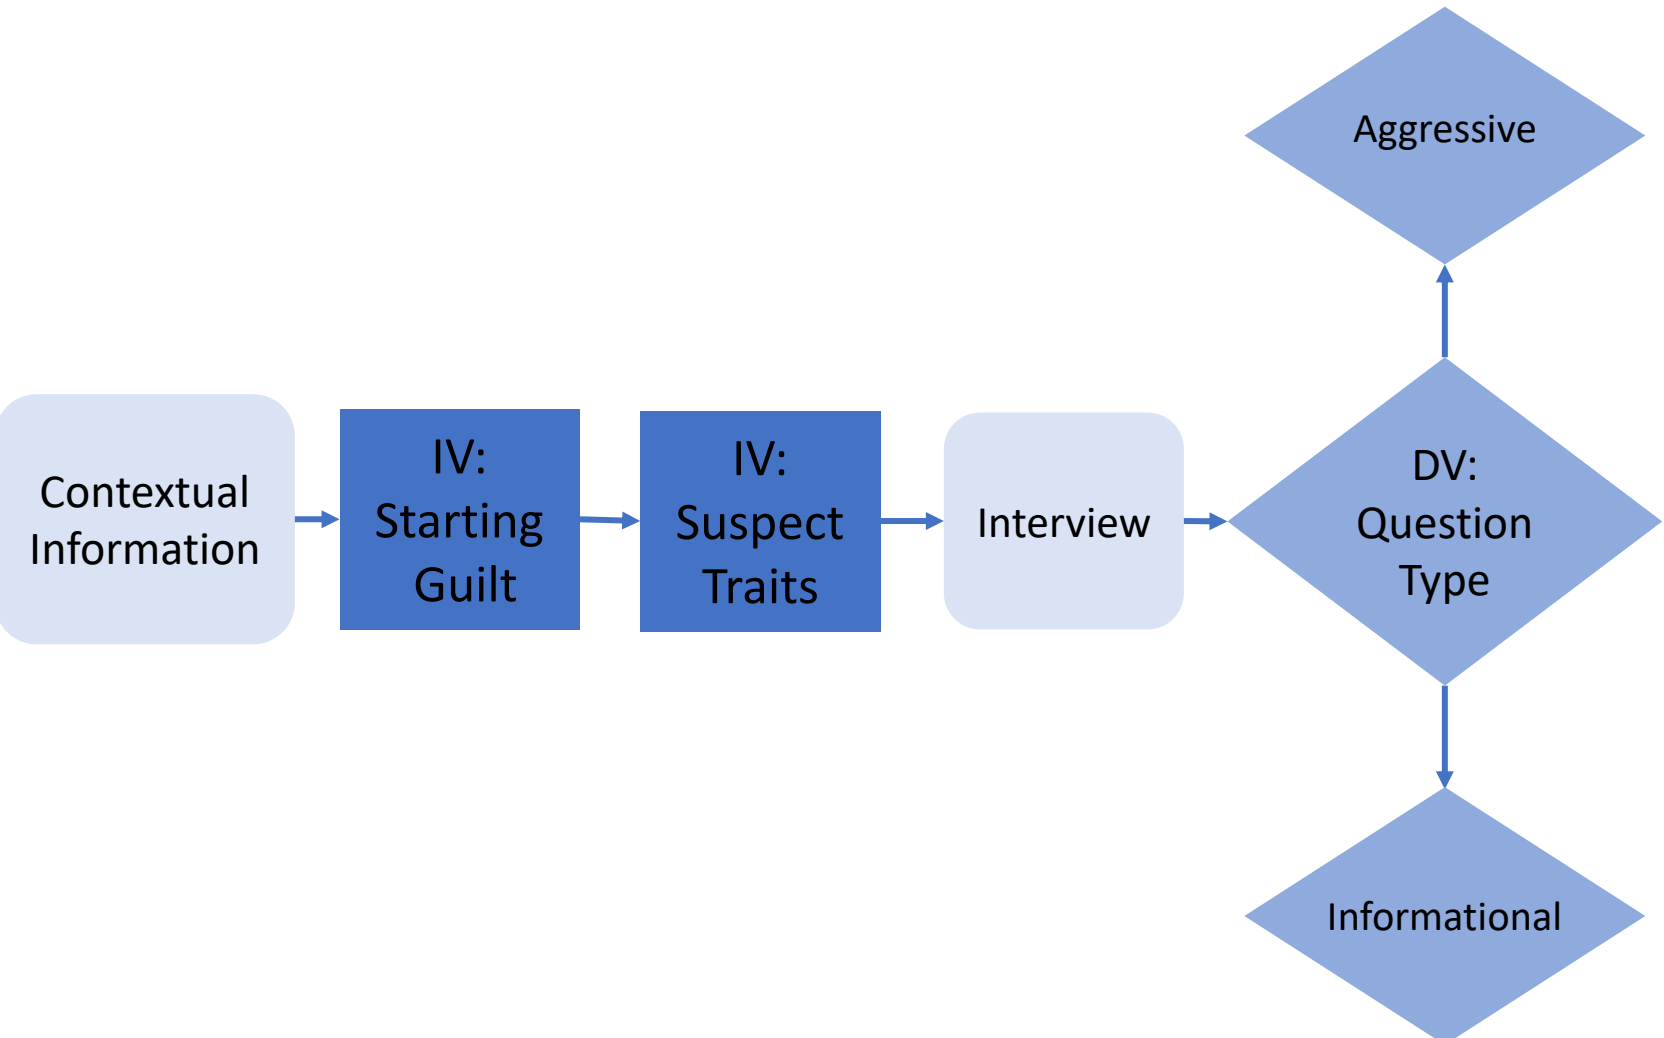 Aggressive
Contextual
Information
IV:
Starting
Guilt
IV:
Suspect
Traits
Interview
DV:
Question
Type
Informational